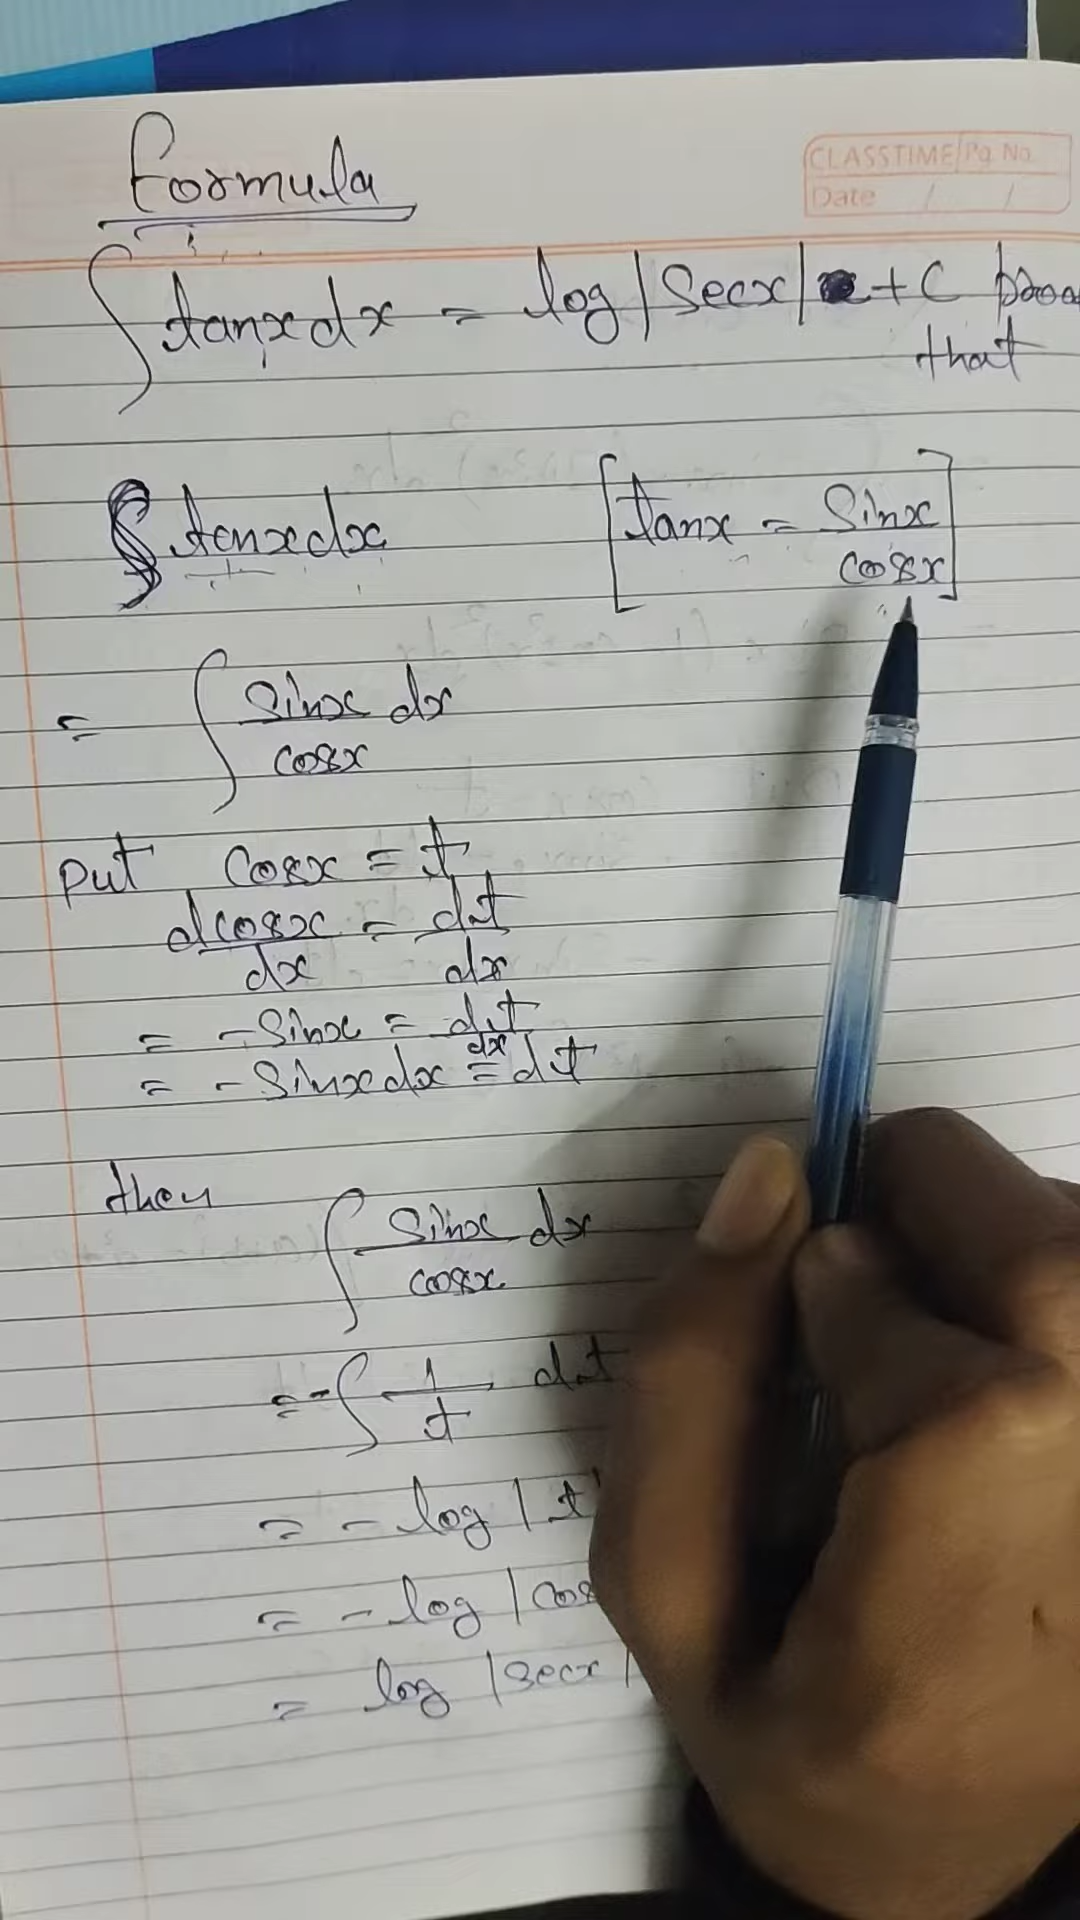 Formula
CLASSTIME Pg. No.
Date / /
∫ tanx dx = log |Secx| + C proo
that
∫ tanx dx [tanx = Sinx/cosx]
= ∫ Sinx/cosx dx
put cosx = t
dcosx/dx = dt/dx
= -Sinx = dt/dx
= -Sinxdx = dt
then ∫ Sinx/cosx dx
= -∫ 1/t dt
= - log | t
= - log | cos
= log | secx |